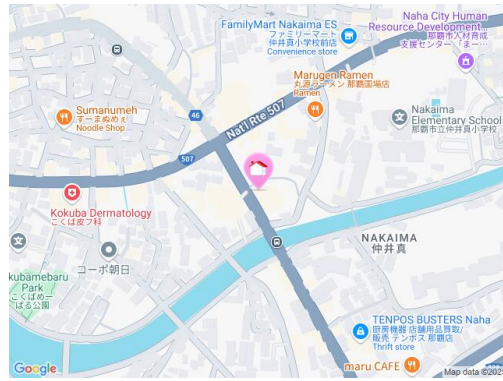 FamilyMart Nakaima ES
ファミリーマート
仲井真小学校前店
Convenience store
Naha City Human
Resource Development
那覇市人材育成
支援センター「まー…
Marugen Ramen
丸源ラーメン 那覇国場店
Ramen
Sumanumeh
すーまぬめぇ
Noodle Shop
46
Nat'l Rte 507
507
Nakaima
Elementary School
那覇市立仲井真小学校
Kokuba Dermatology
こくば皮フ科
NAKAIMA
仲井真
コーポ朝日
kubamebaru
Park
こくばめー
ばる公園
TENPOS BUSTERS Naha
厨房機器 店舗用品買取/
販売 テンポス 那覇店
Thrift store
maru CAFE
Google
Map data ©202